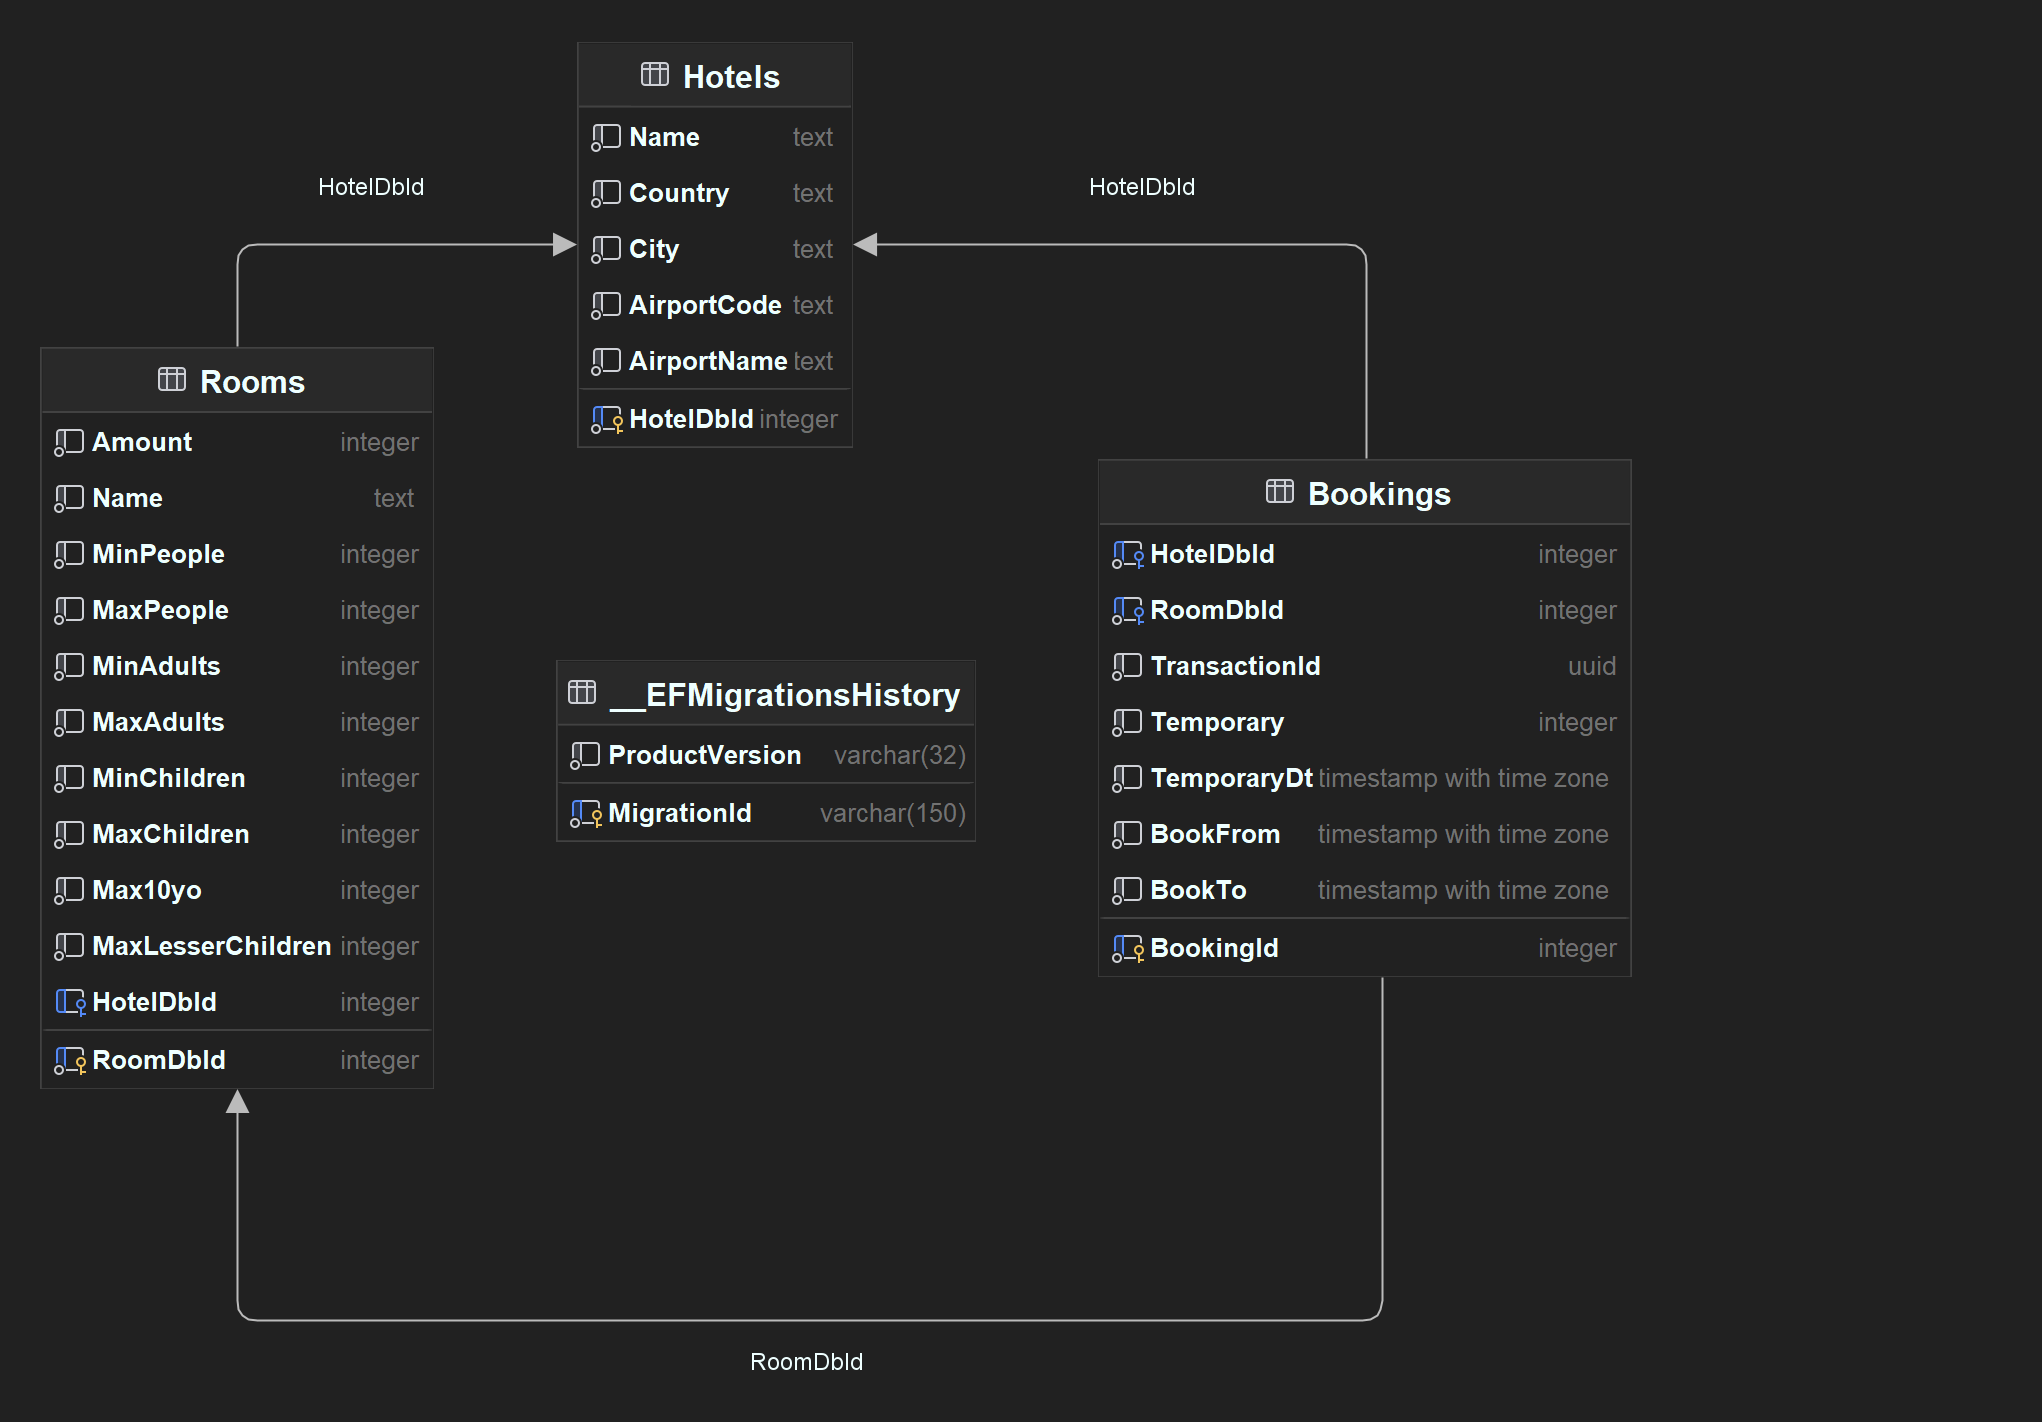 Hotels
Name text
Country text
City text
AirportCode text
AirportName text
HotelDbId integer
HotelDbId
HotelDbId
Rooms
Amount integer
Name text
MinPeople integer
MaxPeople integer
MinAdults integer
MaxAdults integer
MinChildren integer
MaxChildren integer
Max10yo integer
MaxLesserChildren integer
HotelDbId integer
RoomDbId integer
__EFMigrationsHistory
ProductVersion varchar(32)
MigrationId varchar(150)
Bookings
HotelDbId integer
RoomDbId integer
TransactionId uuid
Temporary integer
TemporaryDt timestamp with time zone
BookFrom timestamp with time zone
BookTo timestamp with time zone
BookingId integer
RoomDbId